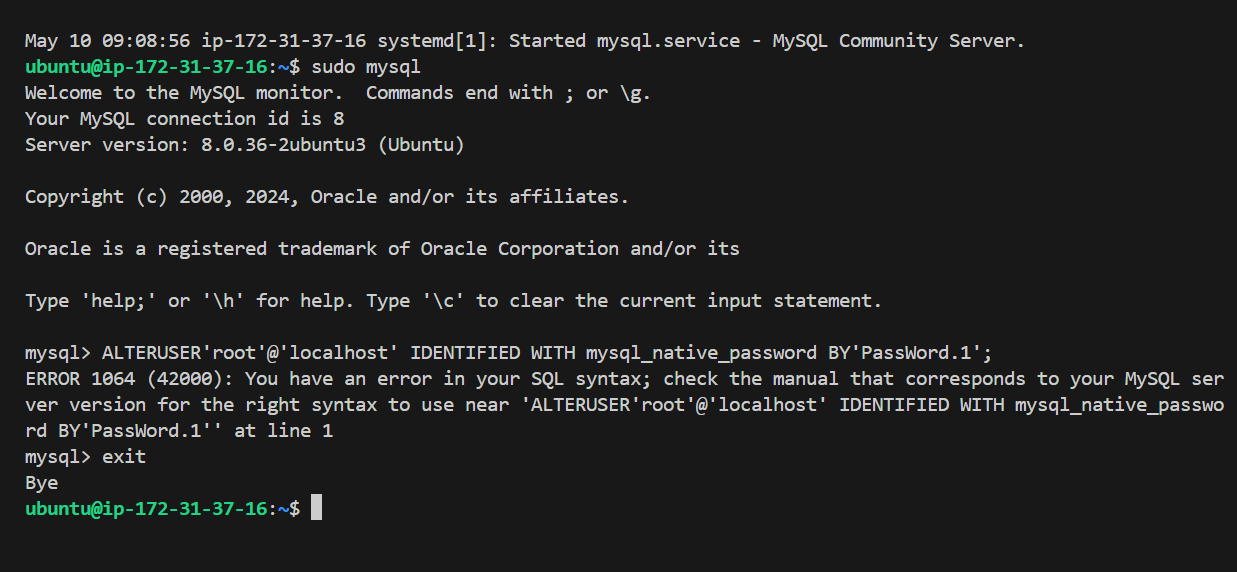 May 10 09:08:56 ip-172-31-37-16 systemd[1]: Started mysql.service - MySQL Community Server.
ubuntu@ip-172-31-37-16:~$ sudo mysql
Welcome to the MySQL monitor.  Commands end with ; or \g.
Your MySQL connection id is 8
Server version: 8.0.36-2ubuntu3 (Ubuntu)
Copyright (c) 2000, 2024, Oracle and/or its affiliates.
Oracle is a registered trademark of Oracle Corporation and/or its
Type 'help;' or '\h' for help. Type '\c' to clear the current input statement.
mysql> ALTERUSER'root'@'localhost' IDENTIFIED WITH mysql_native_password BY'PassWord.1';
ERROR 1064 (42000): You have an error in your SQL syntax; check the manual that corresponds to your MySQL ser
ver version for the right syntax to use near 'ALTERUSER'root'@'localhost' IDENTIFIED WITH mysql_native_passwo
rd BY'PassWord.1'' at line 1
mysql> exit
Bye
ubuntu@ip-172-31-37-16:~$